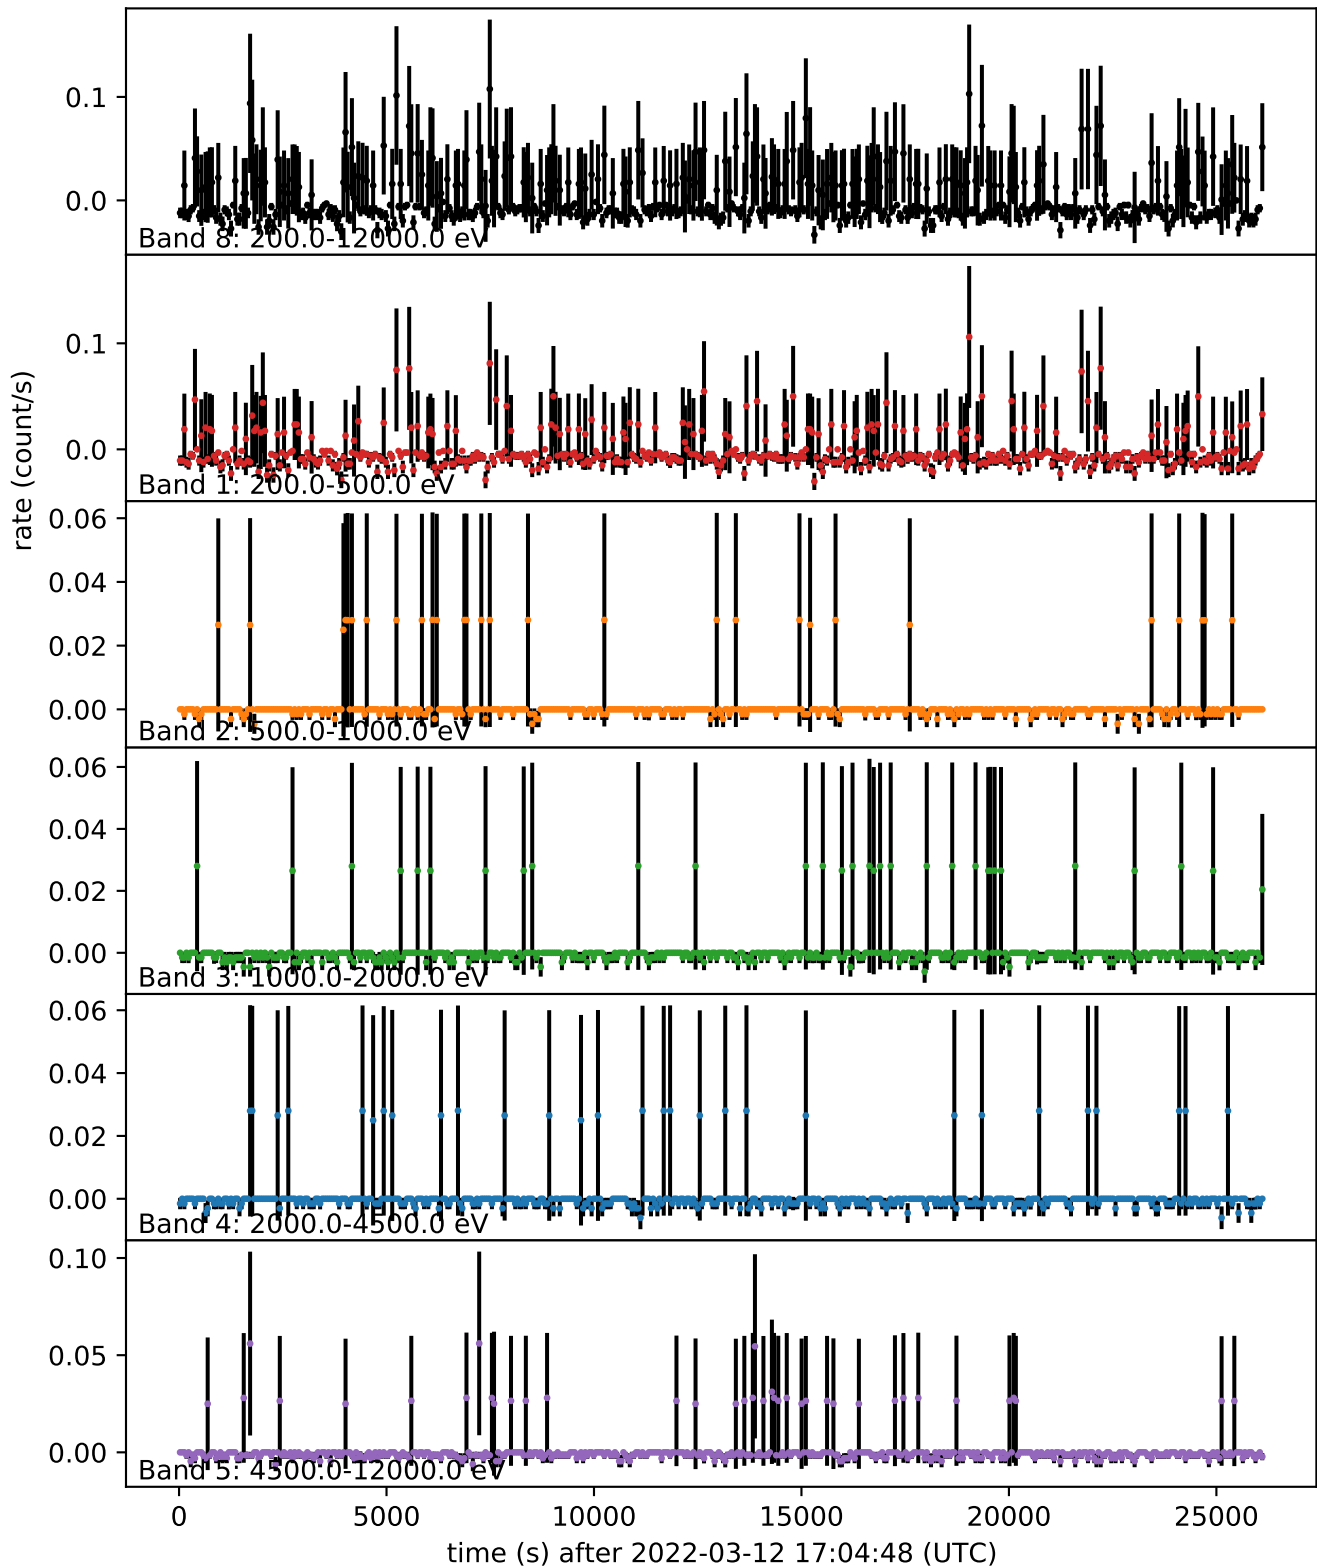 0.1
0.0
Band 8: 200.0-12000.0 eV
0.1
0.0
Band 1: 200.0-500.0 eV
rate (count/s)
0.06
0.04
0.02
0.00
Band 2: 500.0-1000.0 eV
0.06
0.04
0.02
0.00
Band 3: 1000.0-2000.0 eV
0.06
0.04
0.02
0.00
Band 4: 2000.0-4500.0 eV
0.10
0.05
0.00
Band 5: 4500.0-12000.0 eV
0 5000 10000 15000 20000 25000
time (s) after 2022-03-12 17:04:48 (UTC)